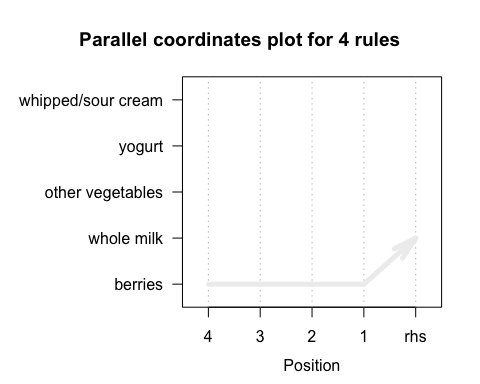 Parallel coordinates plot for 4 rules
whipped/sour cream
yogurt
other vegetables
whole milk
berries
4 3 2 1 rhs
Position